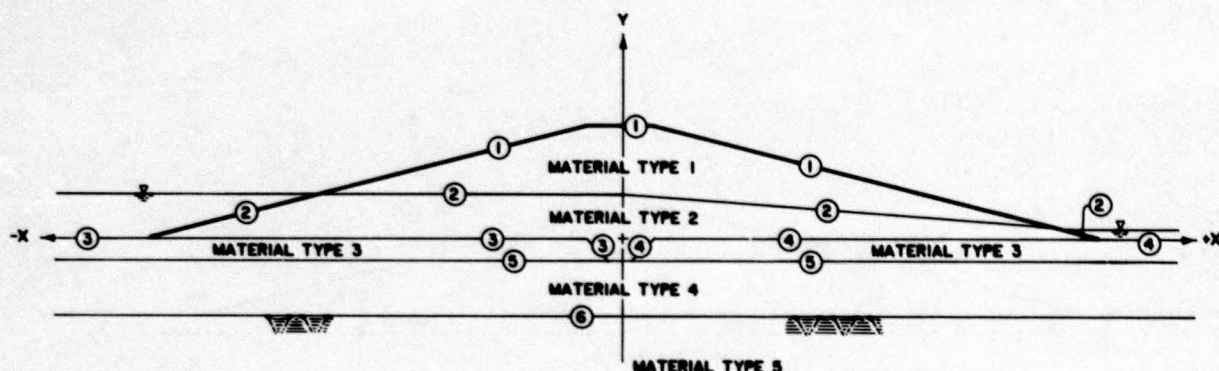 Y
1
1
MATERIAL TYPE 1
1
2
2
2
2
MATERIAL TYPE 2
-X
3
3
3
4
4
4
+X
MATERIAL TYPE 3
MATERIAL TYPE 3
5
5
MATERIAL TYPE 4
6
MATERIAL TYPE 5